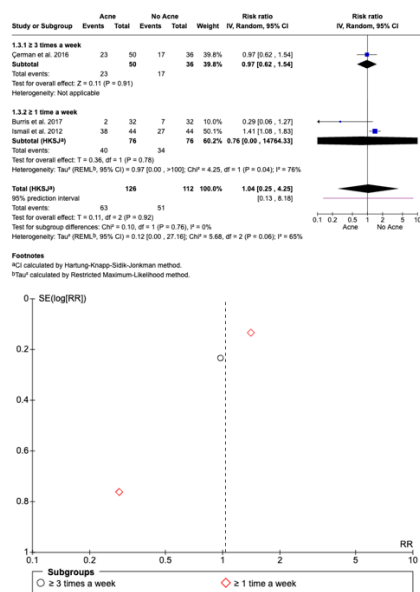 Acne No Acne Risk ratio Risk ratio
Study or Subgroup Events Total Events Total Weight IV, Random, 95% CI IV, Random, 95% CI
1.3.1 ≥ 3 times a week
Çerman et al. 2016 23 50 17 36 39.8% 0.97 [0.62 , 1.54]
Subtotal 50 36 39.8% 0.97 [0.62 , 1.54]
Total events: 23 17
Test for overall effect: Z = 0.11 (P = 0.91)
Heterogeneity: Not applicable
1.3.2 ≥ 1 time a week
Burris et al. 2017 2 32 7 32 10.0% 0.29 [0.06 , 1.27]
Ismail et al. 2012 38 44 27 44 50.1% 1.41 [1.08 , 1.83]
Subtotal (HKSJᵃ) 76 76 60.2% 0.76 [0.00 , 14764.33]
Total events: 40 34
Test for overall effect: T = 0.36, df = 1 (P = 0.78)
Heterogeneity: Tau² (REMLᵇ, 95% CI) = 0.97 [0.00 , >100]; Chi² = 4.25, df = 1 (P = 0.04); I² = 76%
Total (HKSJᵃ) 126 112 100.0% 1.04 [0.25 , 4.25]
95% prediction interval [0.13 , 8.18]
Total events: 63 51
Test for overall effect: T = 0.11, df = 2 (P = 0.92)
Test for subgroup differences: Chi² = 0.10, df = 1 (P = 0.76), I² = 0%
Heterogeneity: Tau² (REMLᵇ, 95% CI) = 0.12 [0.00 , 27.16]; Chi² = 5.68, df = 2 (P = 0.06); I² = 65%
0.1 0.2 0.5 1 2 5 10
Acne No Acne
Footnotes
ᵃCI calculated by Hartung-Knapp-Sidik-Jonkman method.
ᵇTau² calculated by Restricted Maximum-Likelihood method.
0 SE(log[RR])
0.2
0.4
0.6
0.8
1 RR
0.1 0.2 0.5 1 2 5 10
Subgroups
≥ 3 times a week ≥ 1 time a week